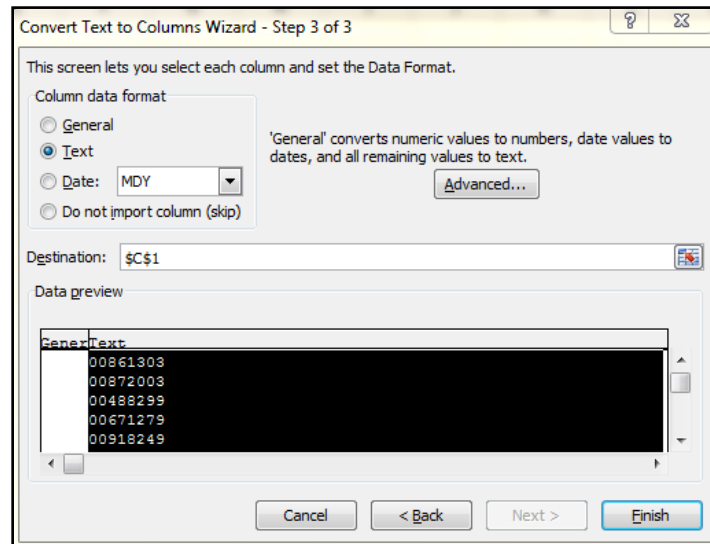 Convert Text to Columns Wizard - Step 3 of 3
This screen lets you select each column and set the Data Format.
Column data format
General
Text
Date: MDY
Do not import column (skip)
'General' converts numeric values to numbers, date values to
dates, and all remaining values to text.
Advanced...
Destination: $C$1
Data preview
GenerText
00861303
00872003
00488299
00671279
00918249
Cancel < Back Next > Finish